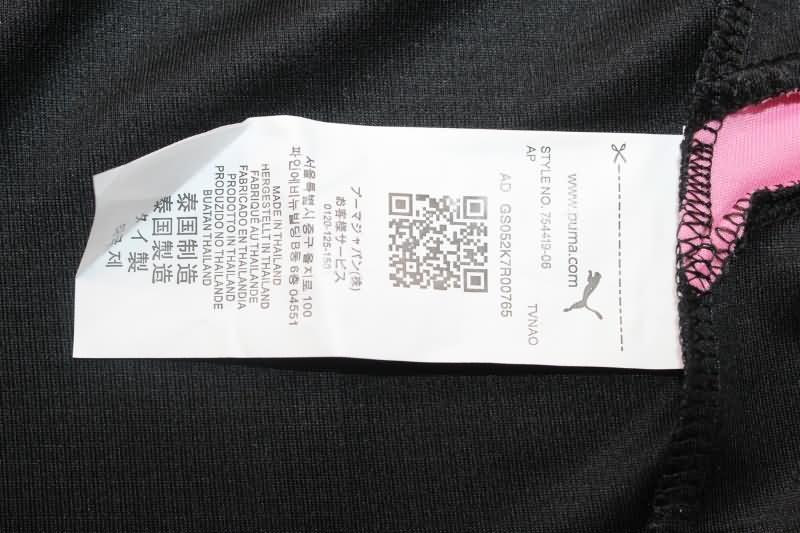 www.puma.com
STYLE NO. 754419-06 TVNAO
AP
AD GS052K7R00765
プーマジャパン(株)
お客様サービス
0120-125-150
서울특별시 중구 을지로 100
파인에비뉴빌딩 B동 6층 04551
MADE IN THAILAND
HERGESTELLT IN THAILAND
FABRIQUE AU THAILANDE
FABRICADO EN THAILANDIA
PRODOTTO IN THAILANDIA
PRODUZIDO NO THAILANDE
BUATAN THAILAND
泰国制造
泰國製造
タイ製